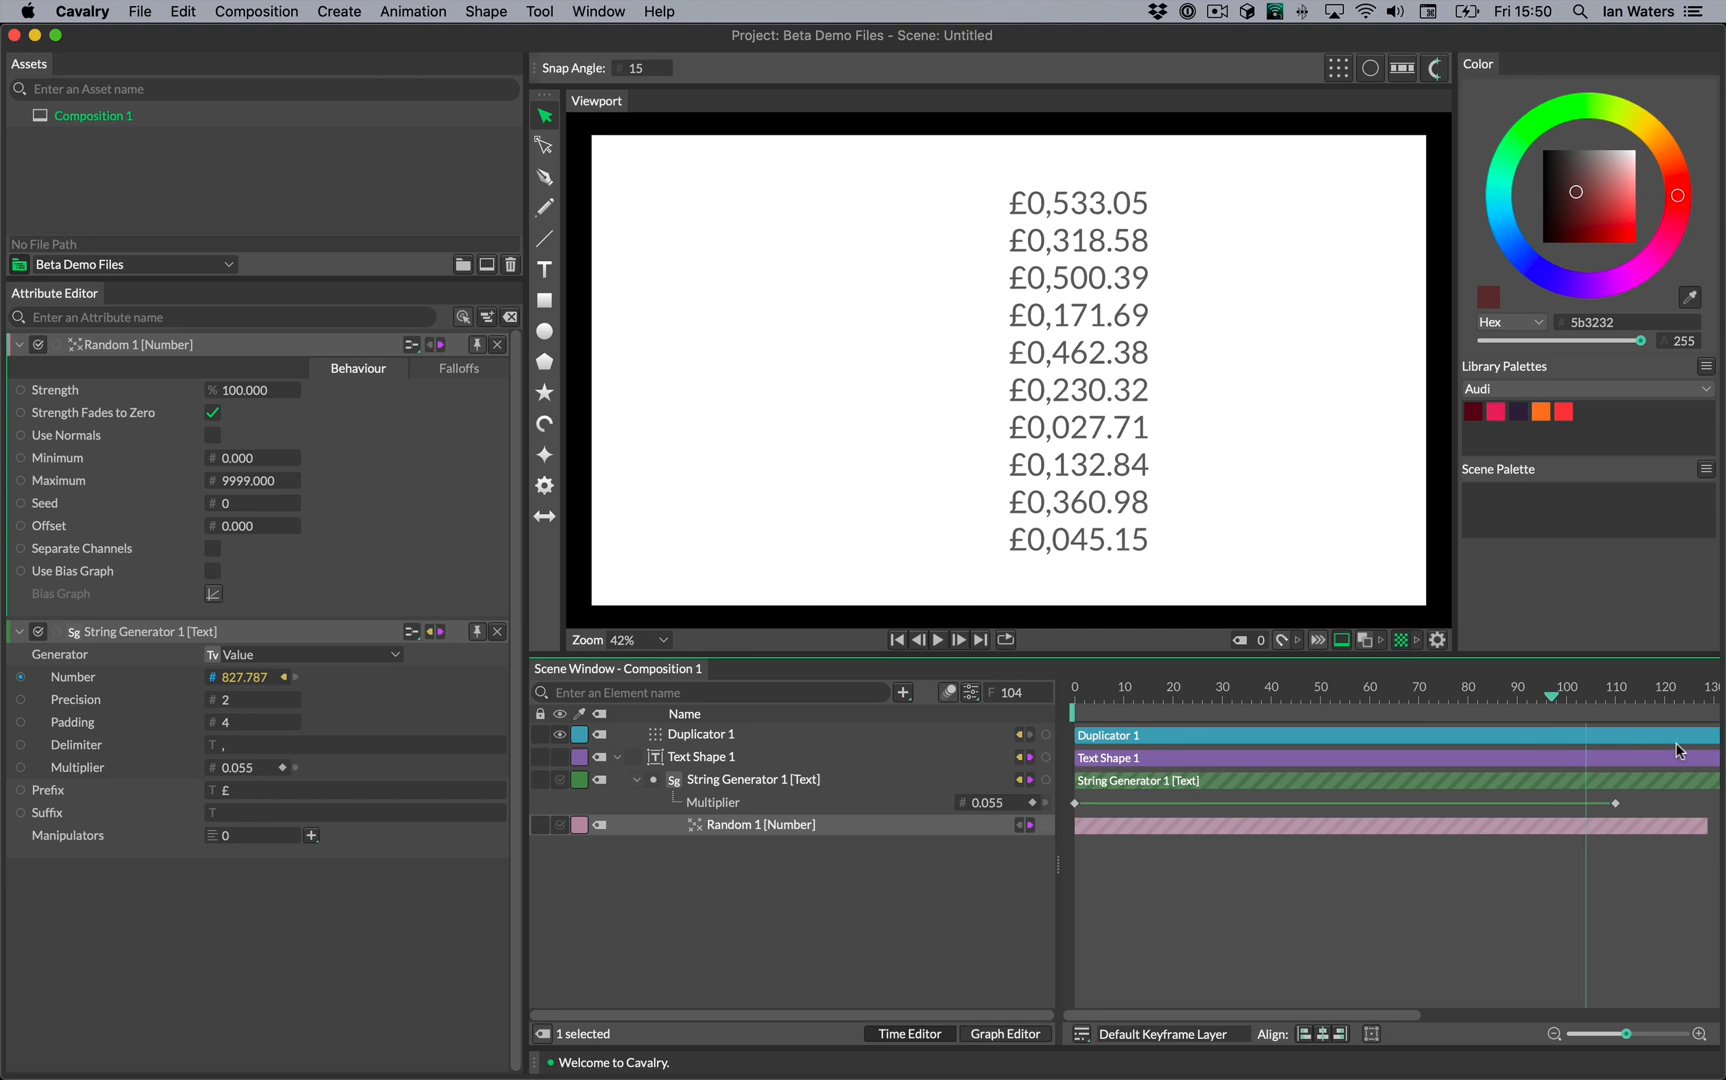 Cavalry File Edit Composition Create Animation Shape Tool Window Help Fri 15:50 Ian Waters
Project: Beta Demo Files - Scene: Untitled
Assets
Enter an Asset name
Composition 1
No File Path
Beta Demo Files
Attribute Editor
Enter an Attribute name
Random 1 [Number]
Behaviour Falloffs
Strength % 100.000
Strength Fades to Zero
Use Normals
Minimum # 0.000
Maximum # 9999.000
Seed # 0
Offset # 0.000
Separate Channels
Use Bias Graph
Bias Graph
Sg String Generator 1 [Text]
Generator Tv Value
Number # 827.787
Precision # 2
Padding # 4
Delimiter T ,
Multiplier # 0.055
Prefix T £
Suffix T
Manipulators 0
Snap Angle: # 15
Viewport
£0,533.05
£0,318.58
£0,500.39
£0,171.69
£0,462.38
£0,230.32
£0,027.71
£0,132.84
£0,360.98
£0,045.15
Zoom 42% 0
Scene Window - Composition 1
Enter an Element name F 104
0 10 20 30 40 50 60 70 80 90 100 110 120
Name
Duplicator 1 Duplicator 1
T Text Shape 1 Text Shape 1
Sg String Generator 1 [Text] String Generator 1 [Text]
Multiplier # 0.055
Random 1 [Number]
1 selected Time Editor Graph Editor Default Keyframe Layer Align:
Welcome to Cavalry.
Color
Hex # 5b3232
A 255
Library Palettes
Audi
Scene Palette